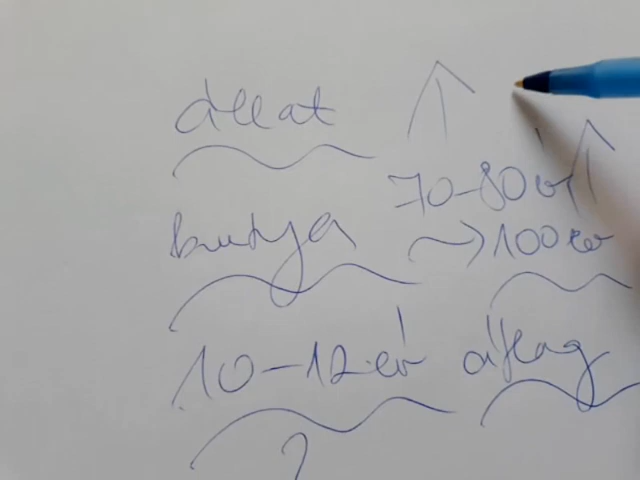 állat
70-80 év
kutya → 100 év
10-12 év átlag
?